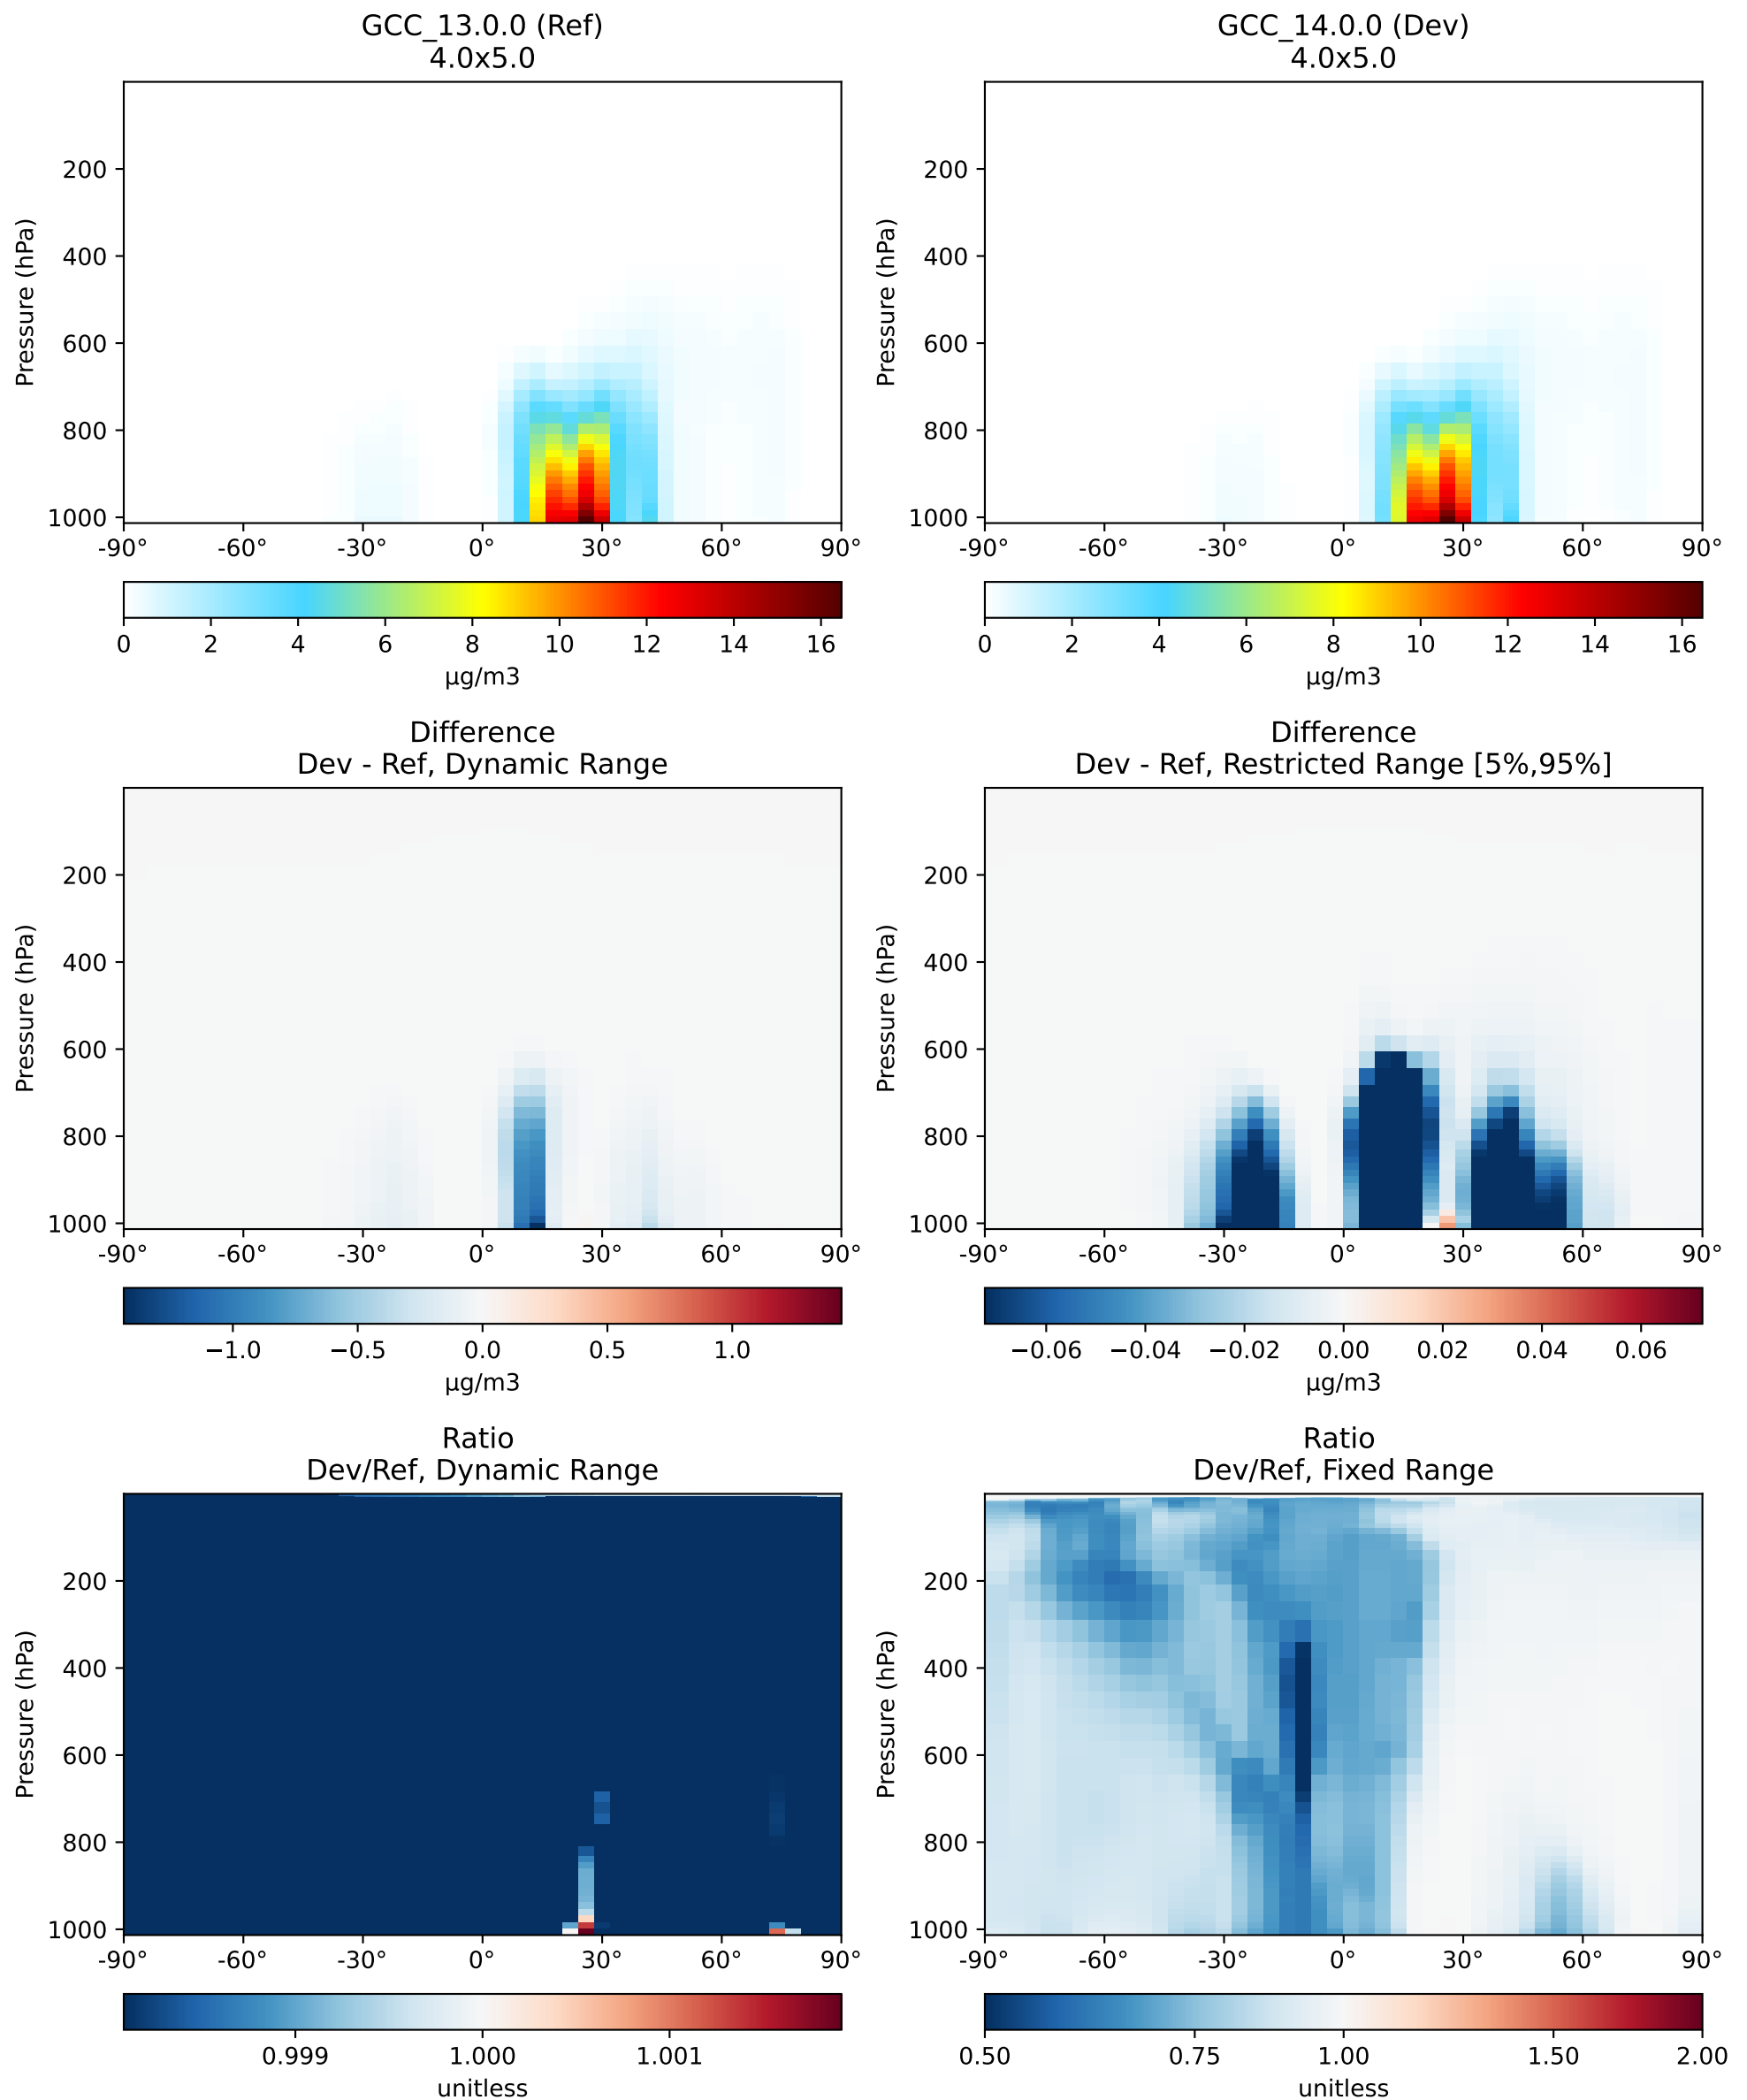 GCC_13.0.0 (Ref)
4.0x5.0
Pressure (hPa)
200
400
600
800
1000
-90° -60° -30° 0° 30° 60° 90°
0 2 4 6 8 10 12 14 16
µg/m3
GCC_14.0.0 (Dev)
4.0x5.0
Pressure (hPa)
200
400
600
800
1000
-90° -60° -30° 0° 30° 60° 90°
0 2 4 6 8 10 12 14 16
µg/m3
Difference
Dev - Ref, Dynamic Range
Pressure (hPa)
200
400
600
800
1000
-90° -60° -30° 0° 30° 60° 90°
−1.0 −0.5 0.0 0.5 1.0
µg/m3
Difference
Dev - Ref, Restricted Range [5%,95%]
Pressure (hPa)
200
400
600
800
1000
-90° -60° -30° 0° 30° 60° 90°
−0.06 −0.04 −0.02 0.00 0.02 0.04 0.06
µg/m3
Ratio
Dev/Ref, Dynamic Range
Pressure (hPa)
200
400
600
800
1000
-90° -60° -30° 0° 30° 60° 90°
0.999 1.000 1.001
unitless
Ratio
Dev/Ref, Fixed Range
Pressure (hPa)
200
400
600
800
1000
-90° -60° -30° 0° 30° 60° 90°
0.50 0.75 1.00 1.50 2.00
unitless